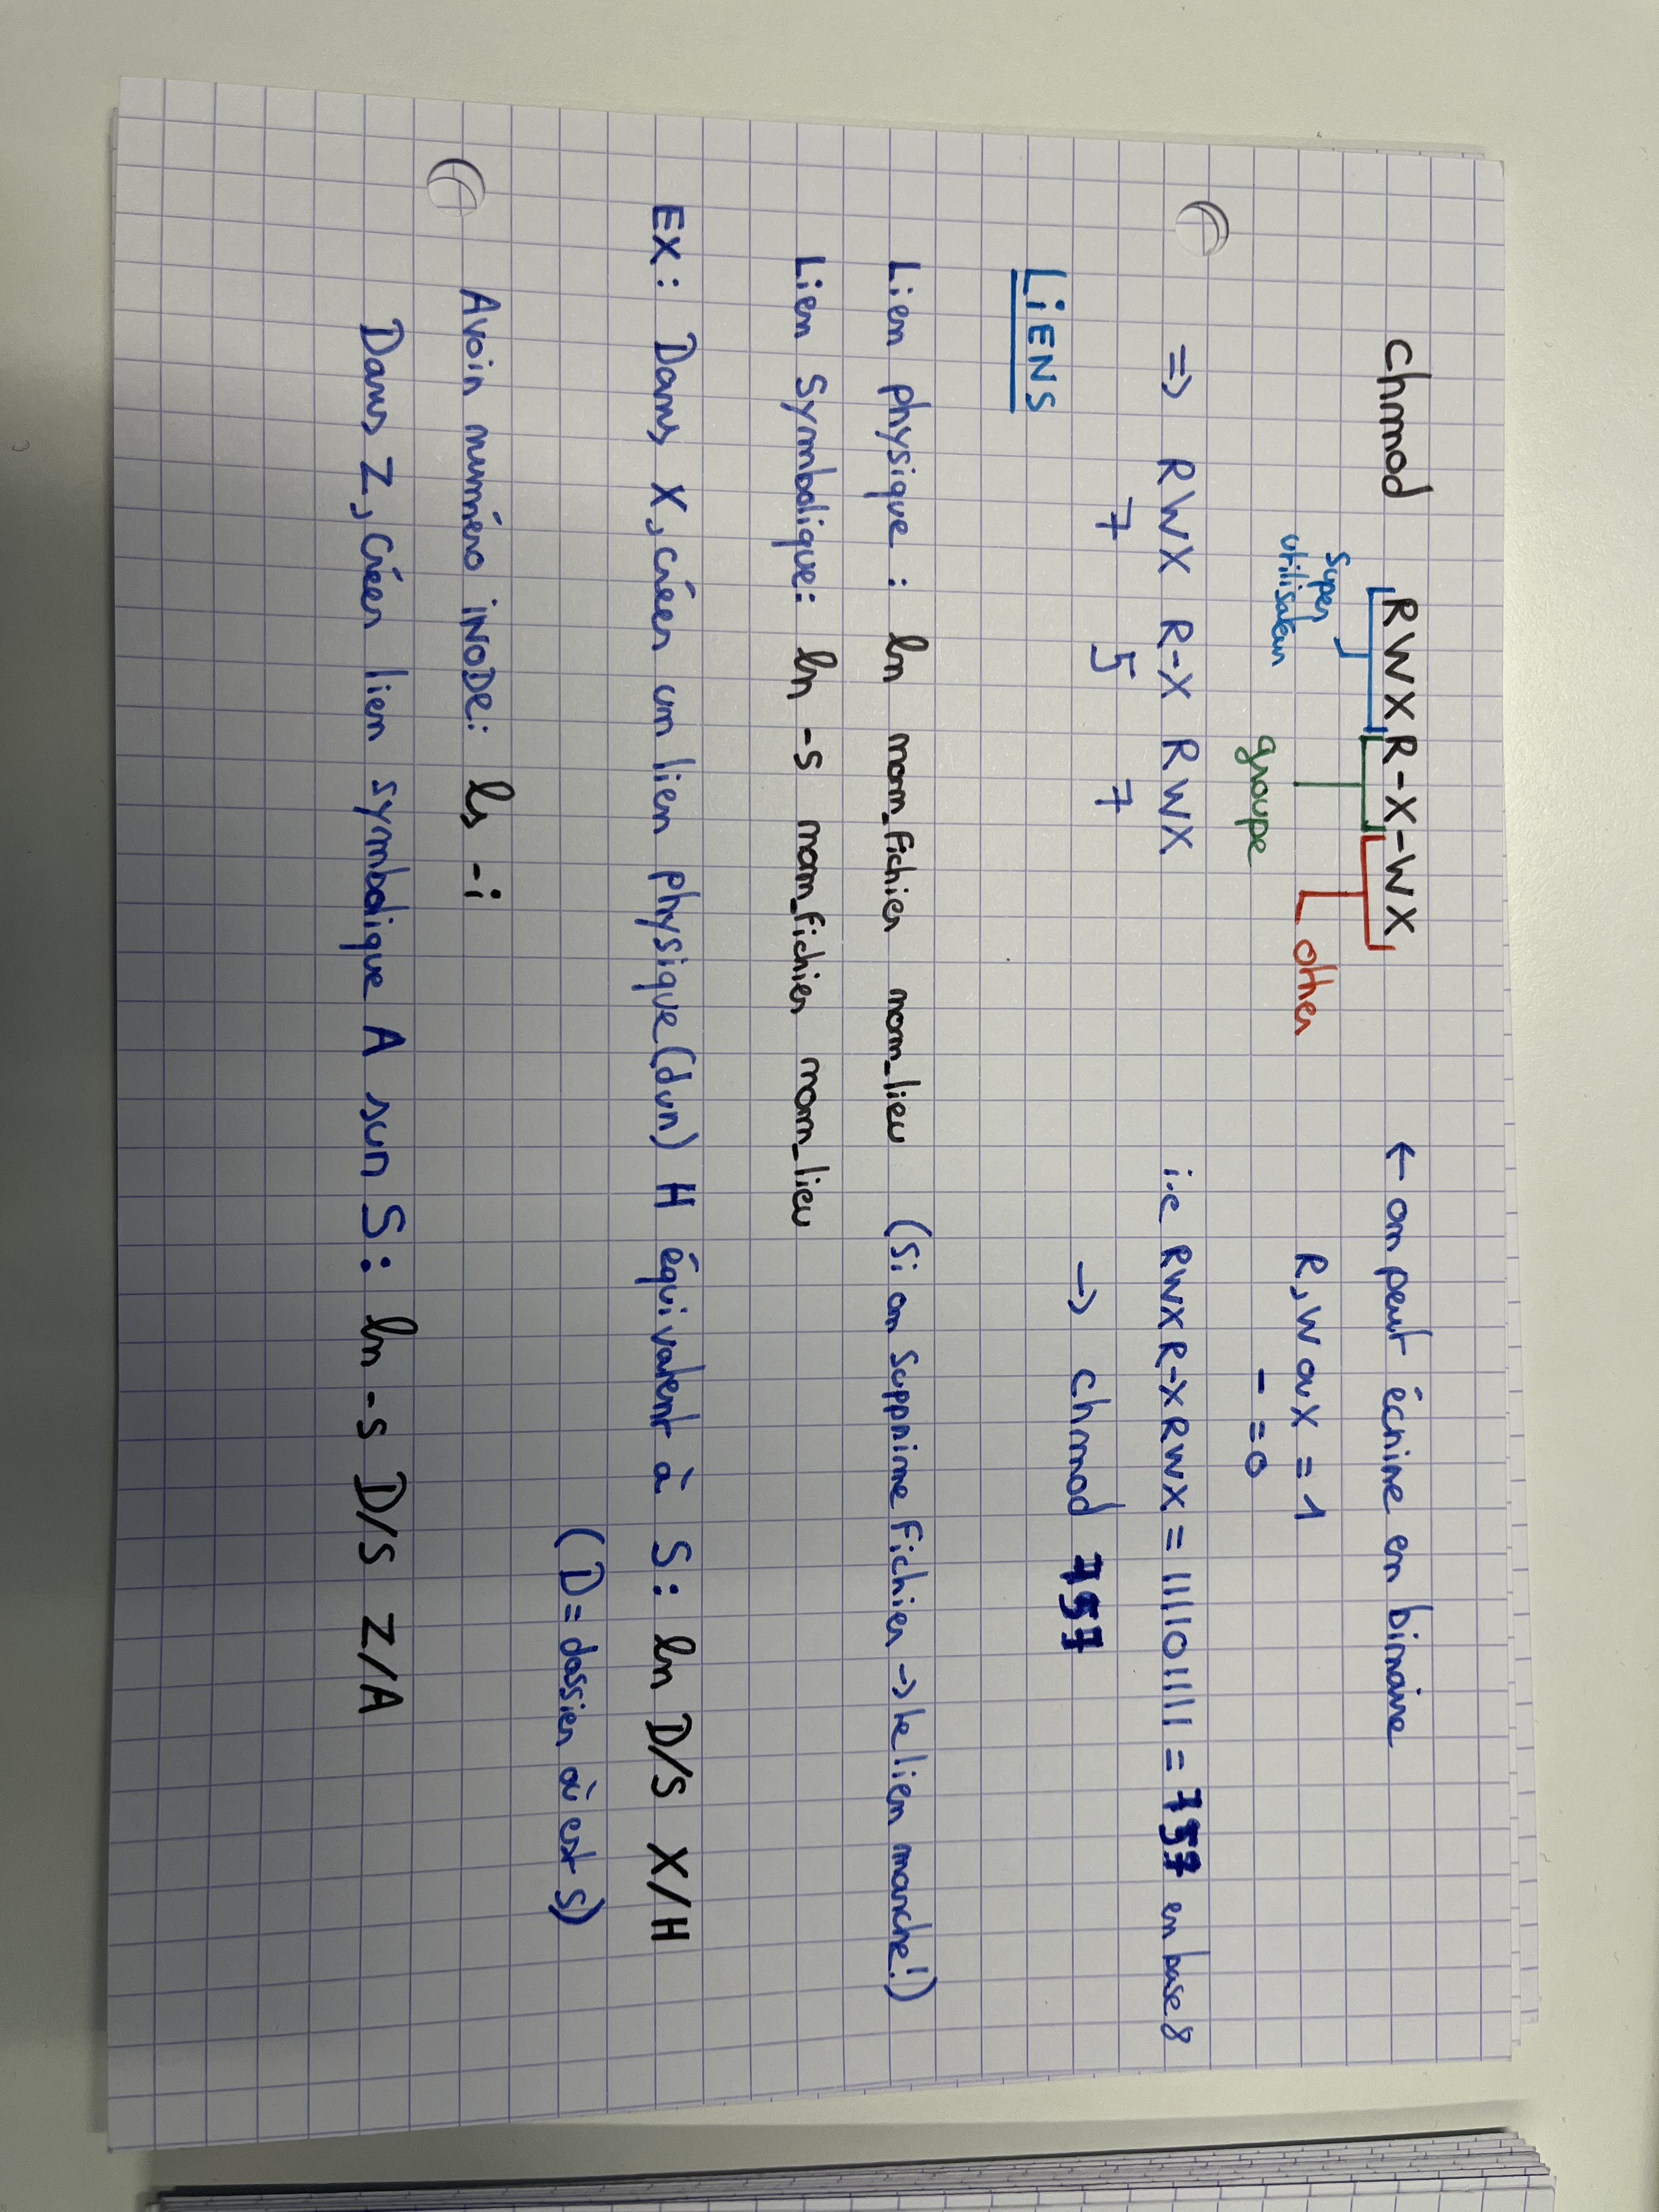 chmod RWXR-X-WX ← on peut écrire en binaire
Super utilisateur
groupe
other
R,W ou X = 1
- = 0
=> RWX R-X RWX i.e RWXR-XRWX = 111101111 = 757 en base 8
7 5 7 → chmod 757
LiENS
Lien physique : ln nom_fichier nom_lieu (Si on supprime Fichier → le lien marche!)
Lien Symbolique: ln -s nom_fichier nom_lieu
EX: Dans X, créer un lien physique (dur) H équivalent à S: ln D/S X/H
(D = dossier où est S)
Avoir numéro iNODE: ls -i
Dans Z, créer lien symbolique A sur S: ln -s D/S Z/A